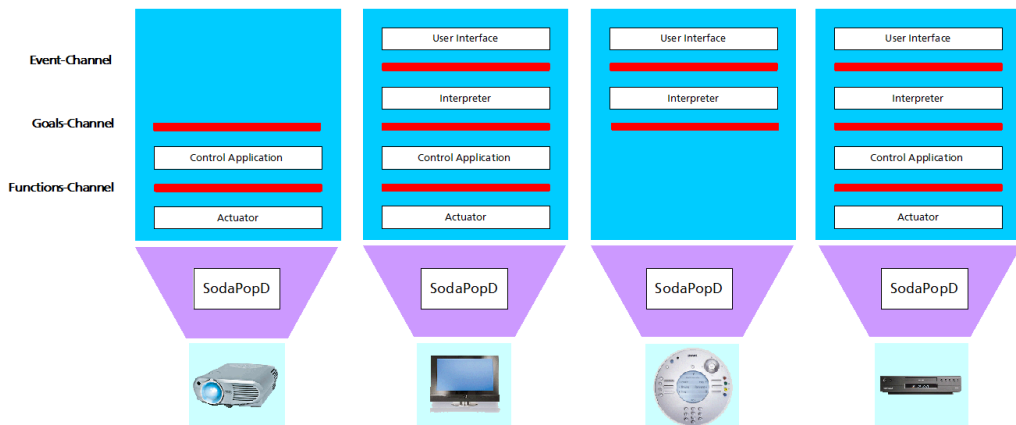 User Interface
User Interface
User Interface
Event-Channel
Interpreter
Interpreter
Interpreter
Goals-Channel
Control Application
Control Application
Control Application
Functions-Channel
Actuator
Actuator
Actuator
SodaPopD
SodaPopD
SodaPopD
SodaPopD